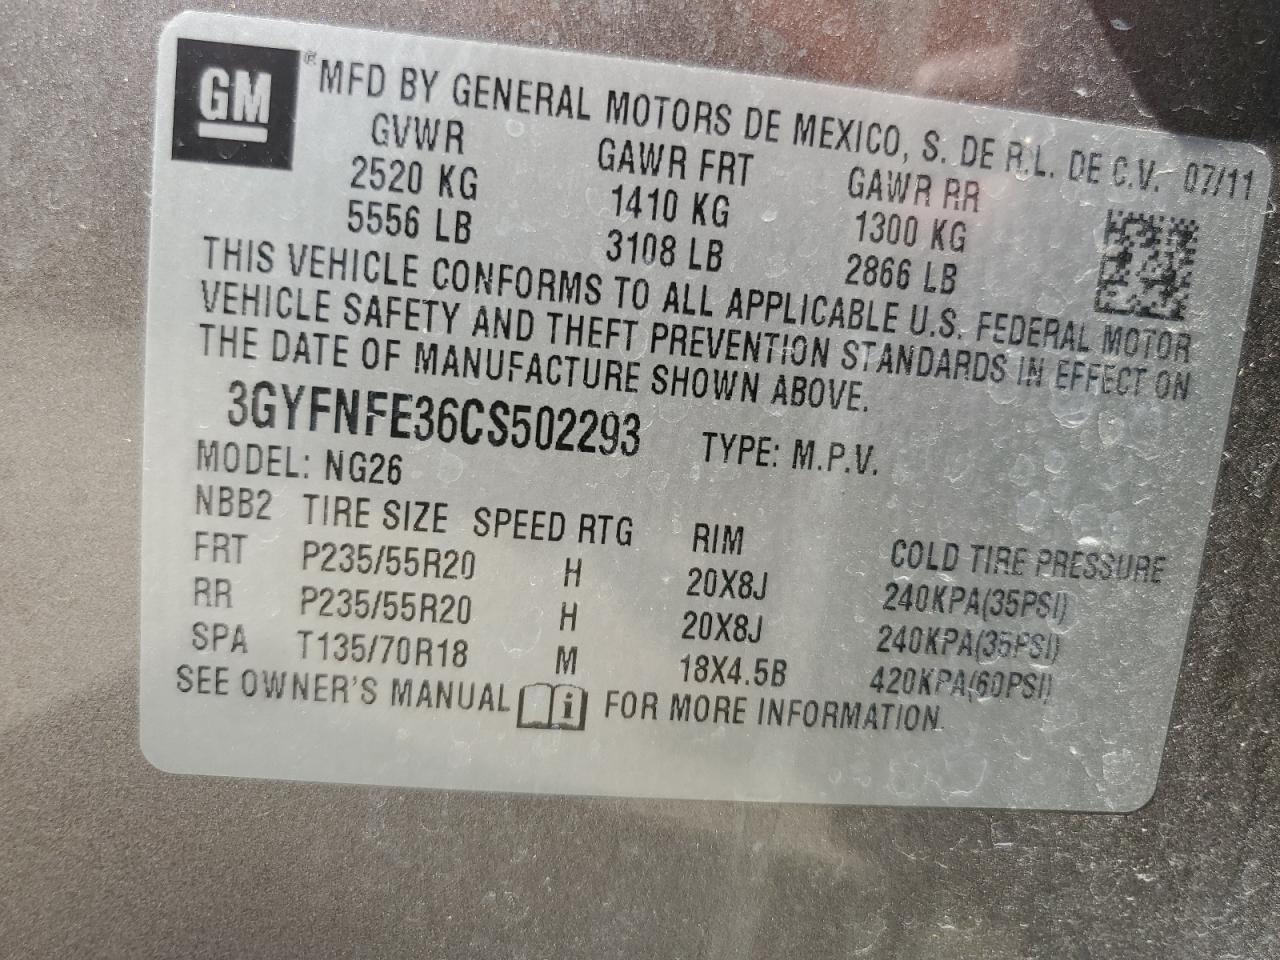 GM ® MFD BY GENERAL MOTORS DE MEXICO, S. DE R.L. DE C.V. 07/11
GVWR GAWR FRT GAWR RR
2520 KG 1410 KG 1300 KG
5556 LB 3108 LB 2866 LB
THIS VEHICLE CONFORMS TO ALL APPLICABLE U.S. FEDERAL MOTOR
VEHICLE SAFETY AND THEFT PREVENTION STANDARDS IN EFFECT ON
THE DATE OF MANUFACTURE SHOWN ABOVE.
3GYFNFE36CS502293 TYPE: M.P.V.
MODEL: NG26
NBB2 TIRE SIZE SPEED RTG RIM COLD TIRE PRESSURE
FRT P235/55R20 H 20X8J 240KPA(35PSI)
RR P235/55R20 H 20X8J 240KPA(35PSI)
SPA T135/70R18 M 18X4.5B 420KPA(60PSI)
SEE OWNER'S MANUAL i FOR MORE INFORMATION.